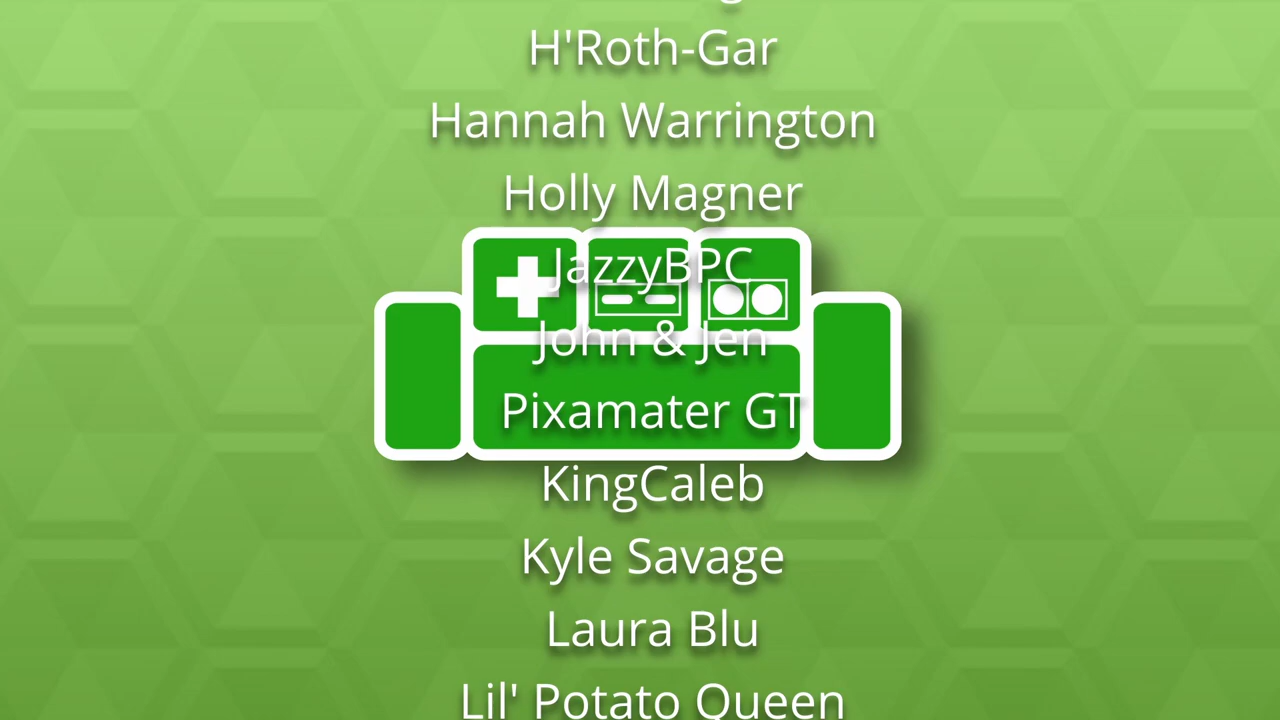 H'Roth-Gar
Hannah Warrington
Holly Magner
JazzyBPC
John & Jen
Pixamater GT
KingCaleb
Kyle Savage
Laura Blu
Lil' Potato Queen